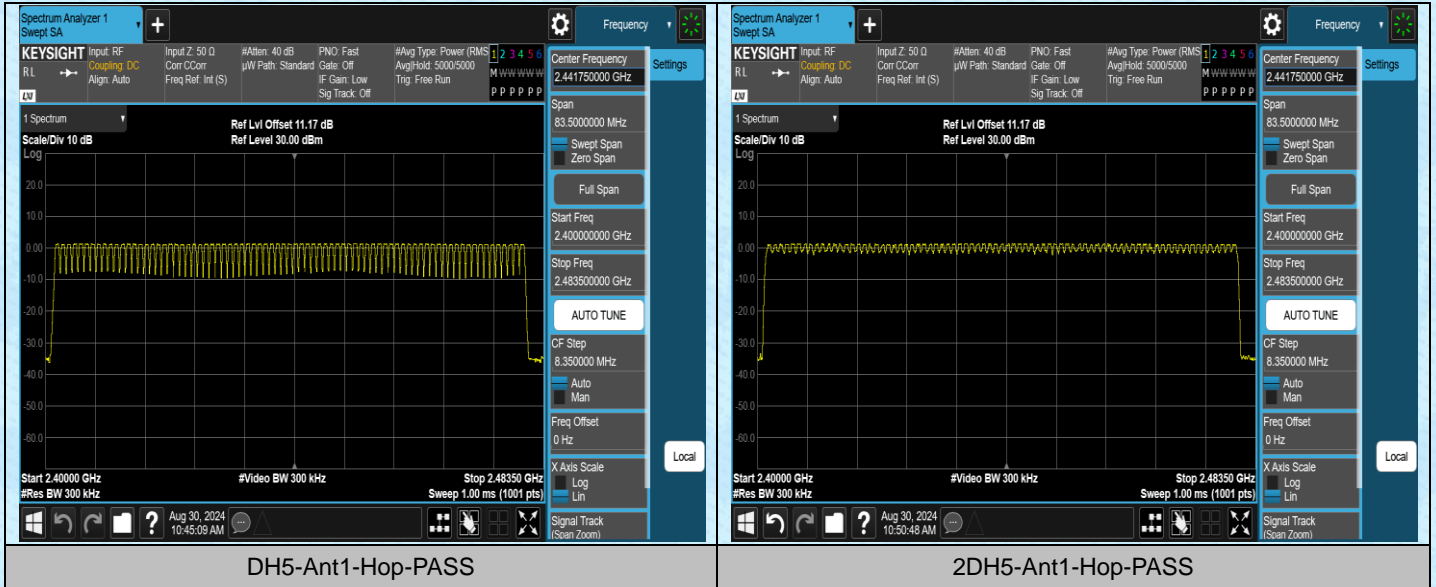 Spectrum Analyzer 1
Swept SA
+
Frequency
KEYSIGHT
Input: RF
Coupling: DC
Align: Auto
Input Z: 50 Ω
Corr CCorr
Freq Ref: Int (S)
#Atten: 40 dB
µW Path: Standard
PNO: Fast
Gate: Off
IF Gain: Low
Sig Track: Off
#Avg Type: Power (RMS
Avg|Hold: 5000/5000
Trig: Free Run
1 2 3 4 5 6
M W W W W W
P P P P P P
RL
LXI
Center Frequency
2.441750000 GHz
Settings
1 Spectrum
Scale/Div 10 dB
Log
Ref Lvl Offset 11.17 dB
Ref Level 30.00 dBm
20.0
10.0
0.00
-10.0
-20.0
-30.0
-40.0
-50.0
-60.0
Span
83.5000000 MHz
Swept Span
Zero Span
Full Span
Start Freq
2.400000000 GHz
Stop Freq
2.483500000 GHz
AUTO TUNE
CF Step
8.350000 MHz
Auto
Man
Freq Offset
0 Hz
X Axis Scale
Log
Lin
Signal Track
(Span Zoom)
Local
Start 2.40000 GHz
#Res BW 300 kHz
#Video BW 300 kHz
Stop 2.48350 GHz
Sweep 1.00 ms (1001 pts)
?
Aug 30, 2024
10:45:09 AM
DH5-Ant1-Hop-PASS
Spectrum Analyzer 1
Swept SA
+
Frequency
KEYSIGHT
Input: RF
Coupling: DC
Align: Auto
Input Z: 50 Ω
Corr CCorr
Freq Ref: Int (S)
#Atten: 40 dB
µW Path: Standard
PNO: Fast
Gate: Off
IF Gain: Low
Sig Track: Off
#Avg Type: Power (RMS
Avg|Hold: 5000/5000
Trig: Free Run
1 2 3 4 5 6
M W W W W W
P P P P P P
RL
LXI
Center Frequency
2.441750000 GHz
Settings
1 Spectrum
Scale/Div 10 dB
Log
Ref Lvl Offset 11.17 dB
Ref Level 30.00 dBm
20.0
10.0
0.00
-10.0
-20.0
-30.0
-40.0
-50.0
-60.0
Span
83.5000000 MHz
Swept Span
Zero Span
Full Span
Start Freq
2.400000000 GHz
Stop Freq
2.483500000 GHz
AUTO TUNE
CF Step
8.350000 MHz
Auto
Man
Freq Offset
0 Hz
X Axis Scale
Log
Lin
Signal Track
(Span Zoom)
Local
Start 2.40000 GHz
#Res BW 300 kHz
#Video BW 300 kHz
Stop 2.48350 GHz
Sweep 1.00 ms (1001 pts)
?
Aug 30, 2024
10:50:48 AM
2DH5-Ant1-Hop-PASS